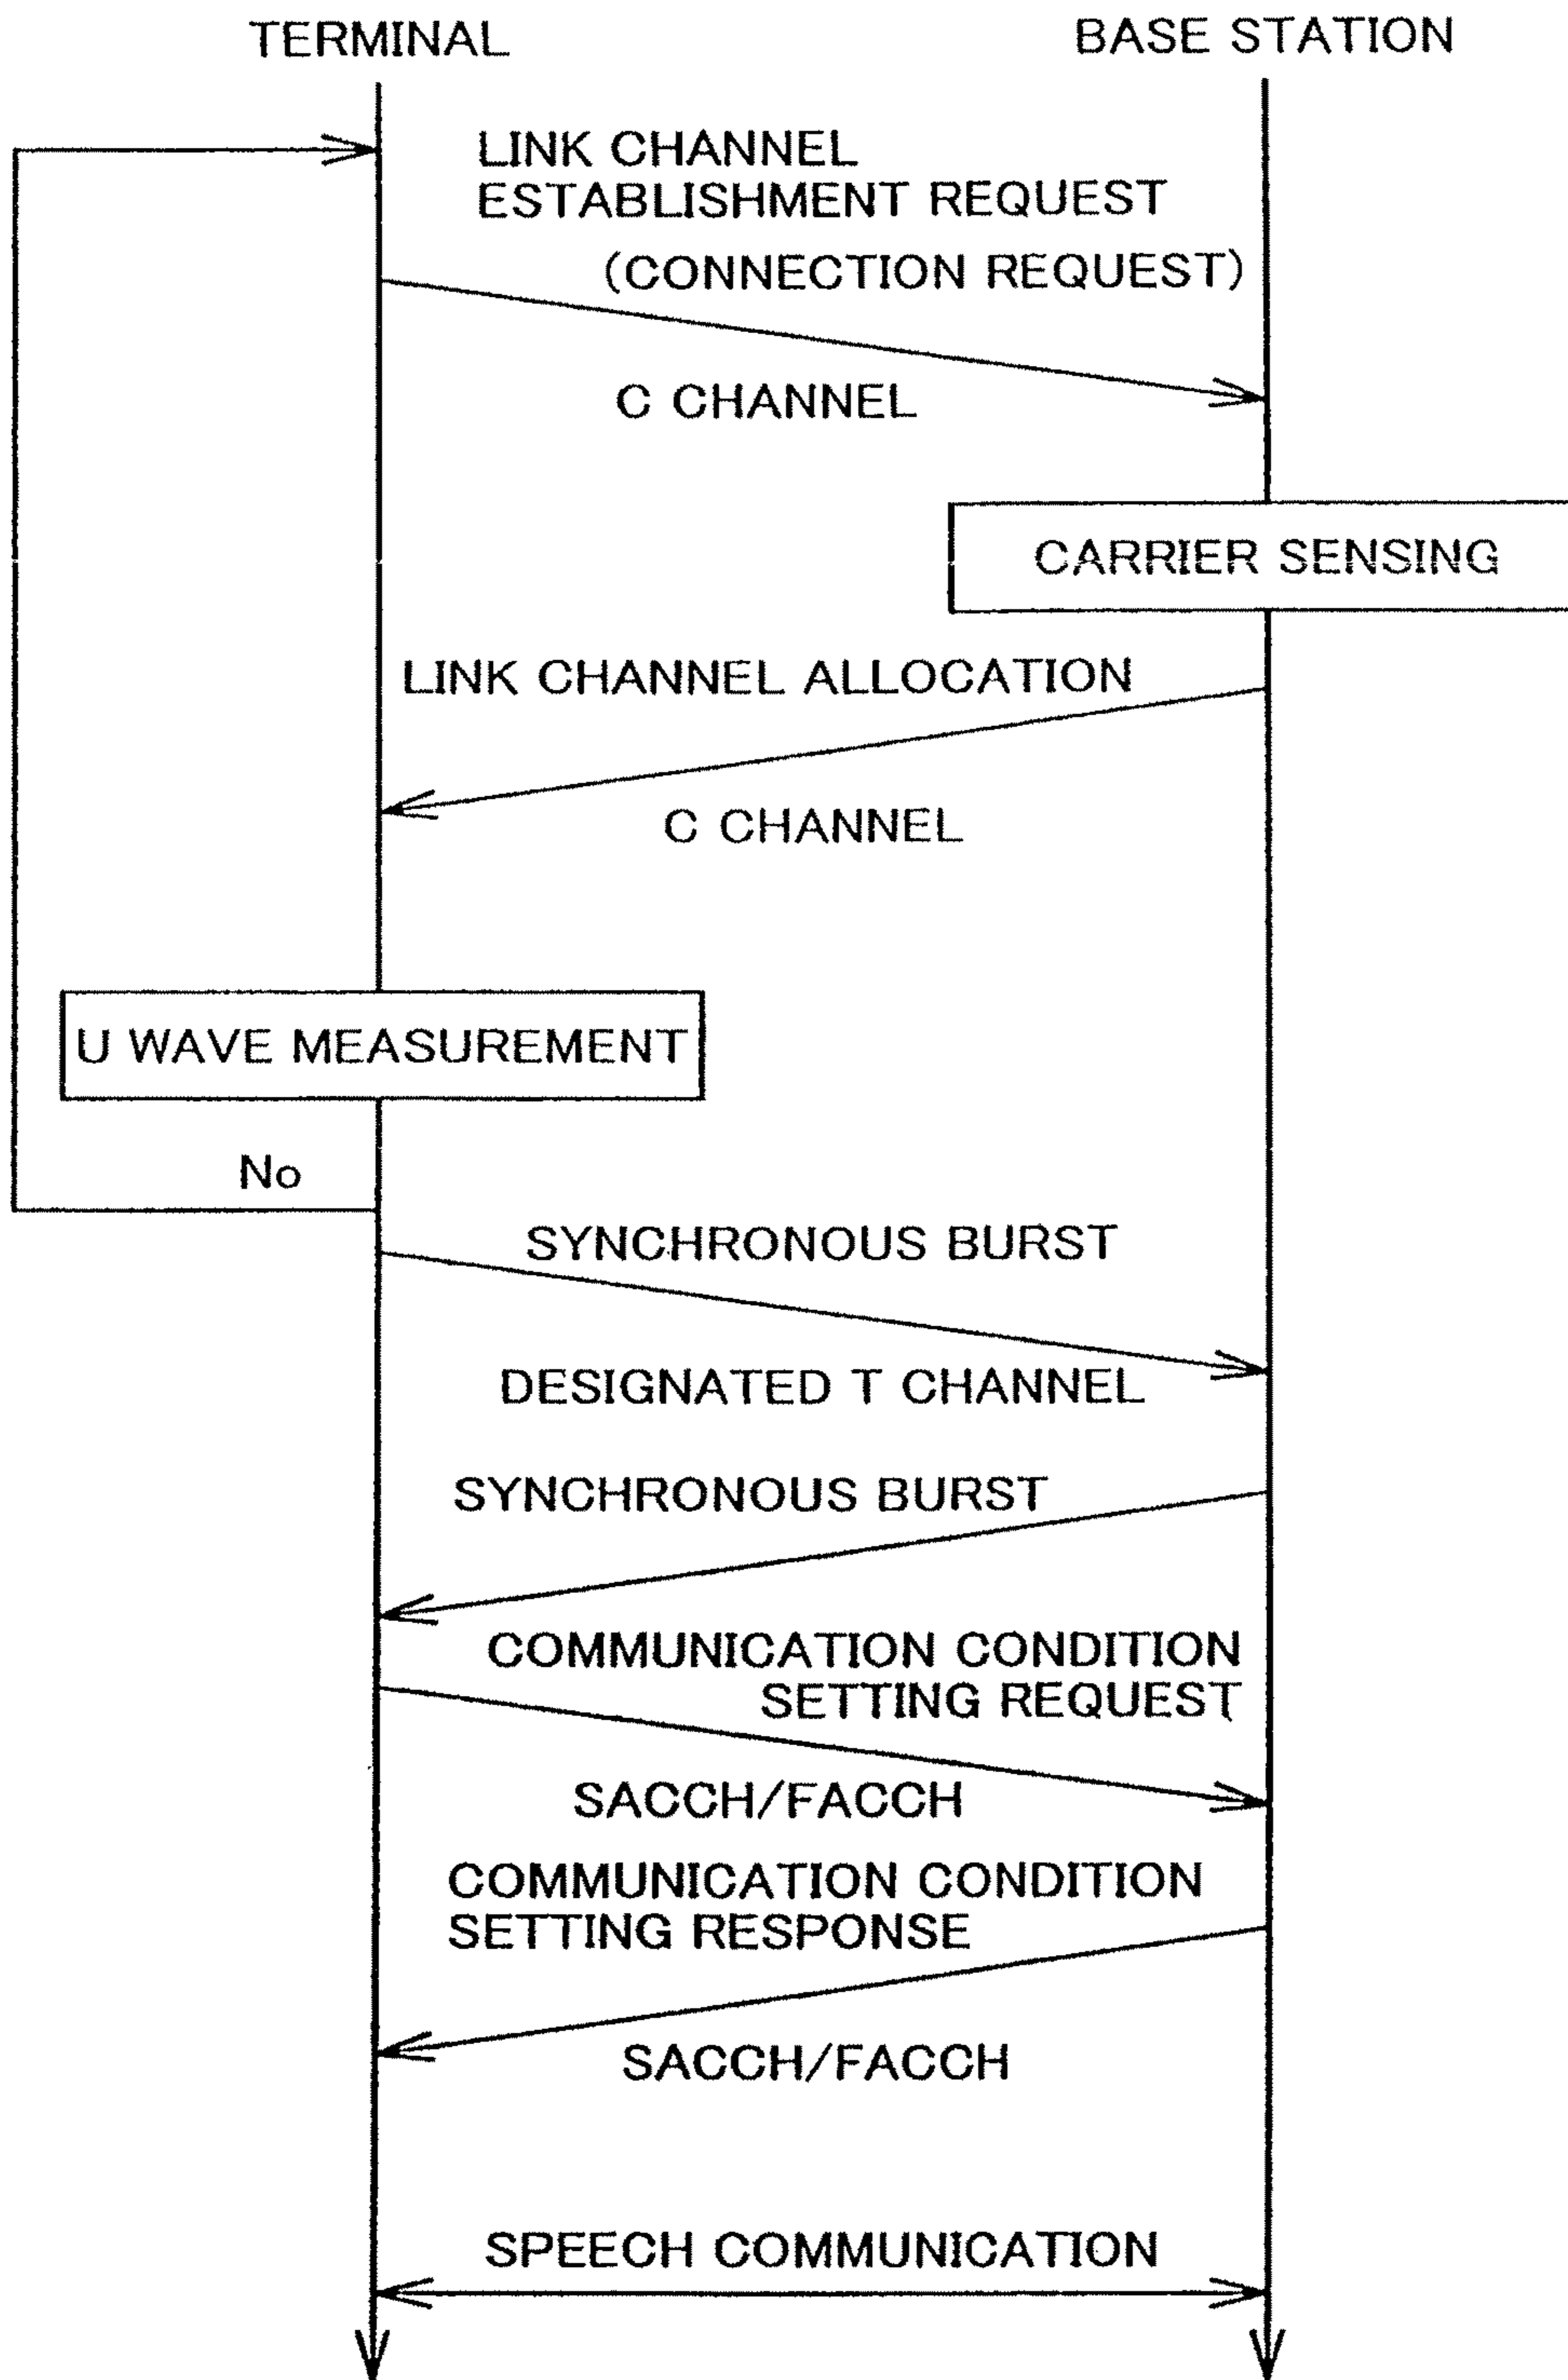 TERMINAL
BASE STATION
LINK CHANNEL
ESTABLISHMENT REQUEST
(CONNECTION REQUEST)
C CHANNEL
CARRIER SENSING
LINK CHANNEL ALLOCATION
C CHANNEL
U WAVE MEASUREMENT
No
SYNCHRONOUS BURST
DESIGNATED T CHANNEL
SYNCHRONOUS BURST
COMMUNICATION CONDITION
SETTING REQUEST
SACCH/FACCH
COMMUNICATION CONDITION
SETTING RESPONSE
SACCH/FACCH
SPEECH COMMUNICATION